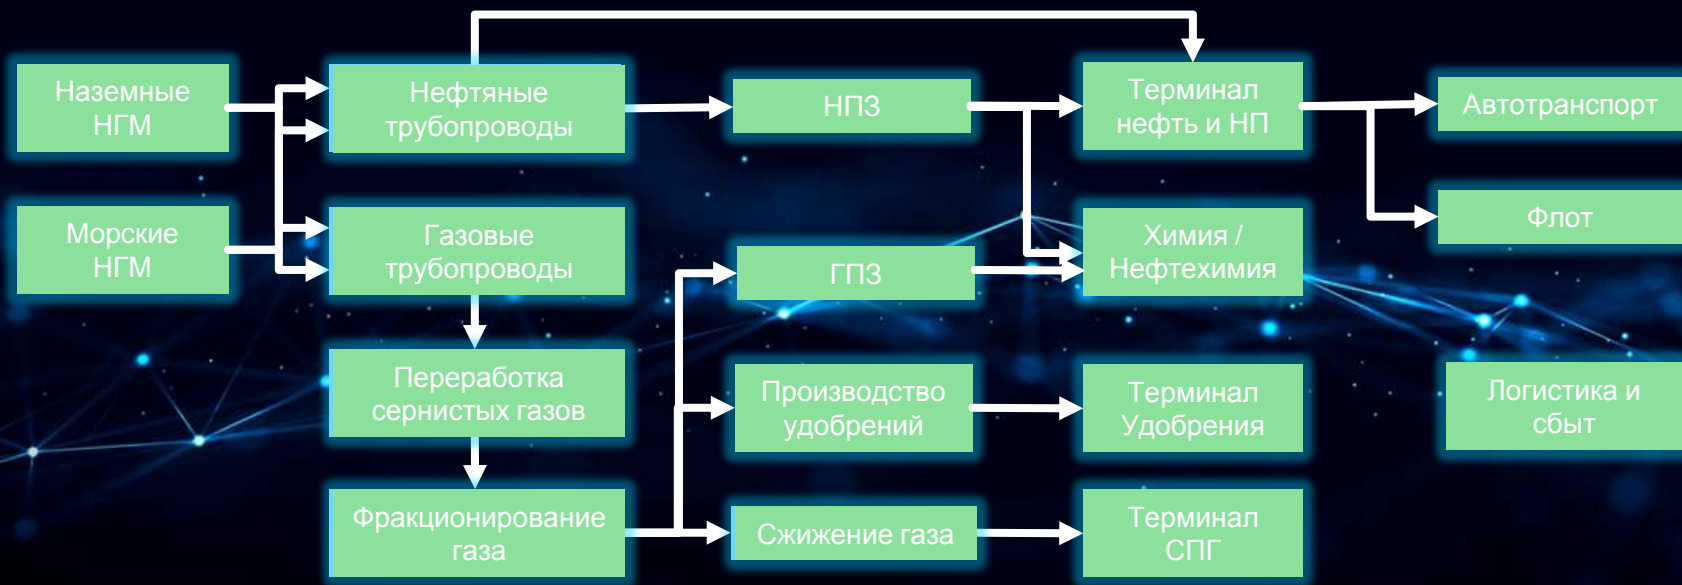 Наземные
НГМ
Нефтяные
трубопроводы
НПЗ
Терминал
нефть и НП
Автотранспорт
Морские
НГМ
Газовые
трубопроводы
ГПЗ
Химия /
Нефтехимия
Флот
Переработка
сернистых газов
Производство
удобрений
Терминал
Удобрения
Логистика и
сбыт
Фракционирование
газа
Сжижение газа
Терминал
СПГ